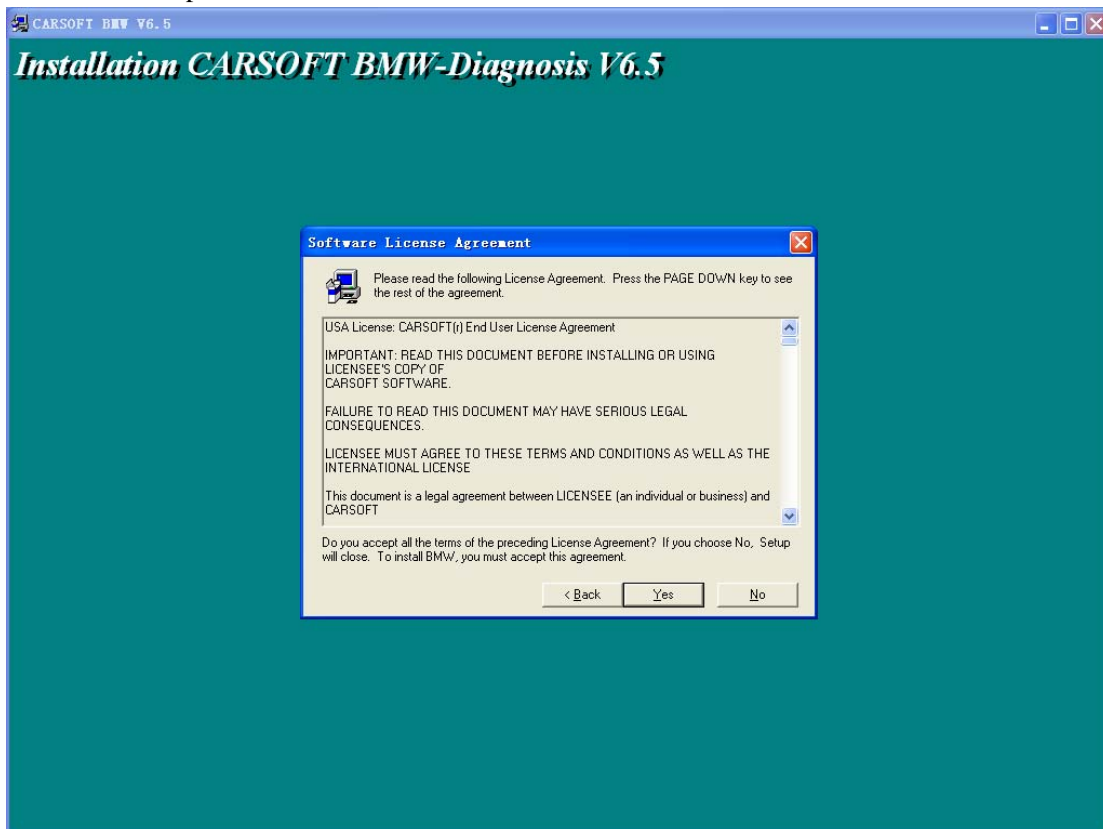 CARSOFT BMW V6.5
Installation CARSOFT BMW-Diagnosis V6.5
Software License Agreement
Please read the following License Agreement. Press the PAGE DOWN key to see
the rest of the agreement.
USA License: CARSOFT(r) End User License Agreement
IMPORTANT: READ THIS DOCUMENT BEFORE INSTALLING OR USING
LICENSEE'S COPY OF
CARSOFT SOFTWARE.
FAILURE TO READ THIS DOCUMENT MAY HAVE SERIOUS LEGAL
CONSEQUENCES.
LICENSEE MUST AGREE TO THESE TERMS AND CONDITIONS AS WELL AS THE
INTERNATIONAL LICENSE
This document is a legal agreement between LICENSEE (an individual or business) and
CARSOFT
Do you accept all the terms of the preceding License Agreement? If you choose No, Setup
will close. To install BMW, you must accept this agreement.
< Back Yes No